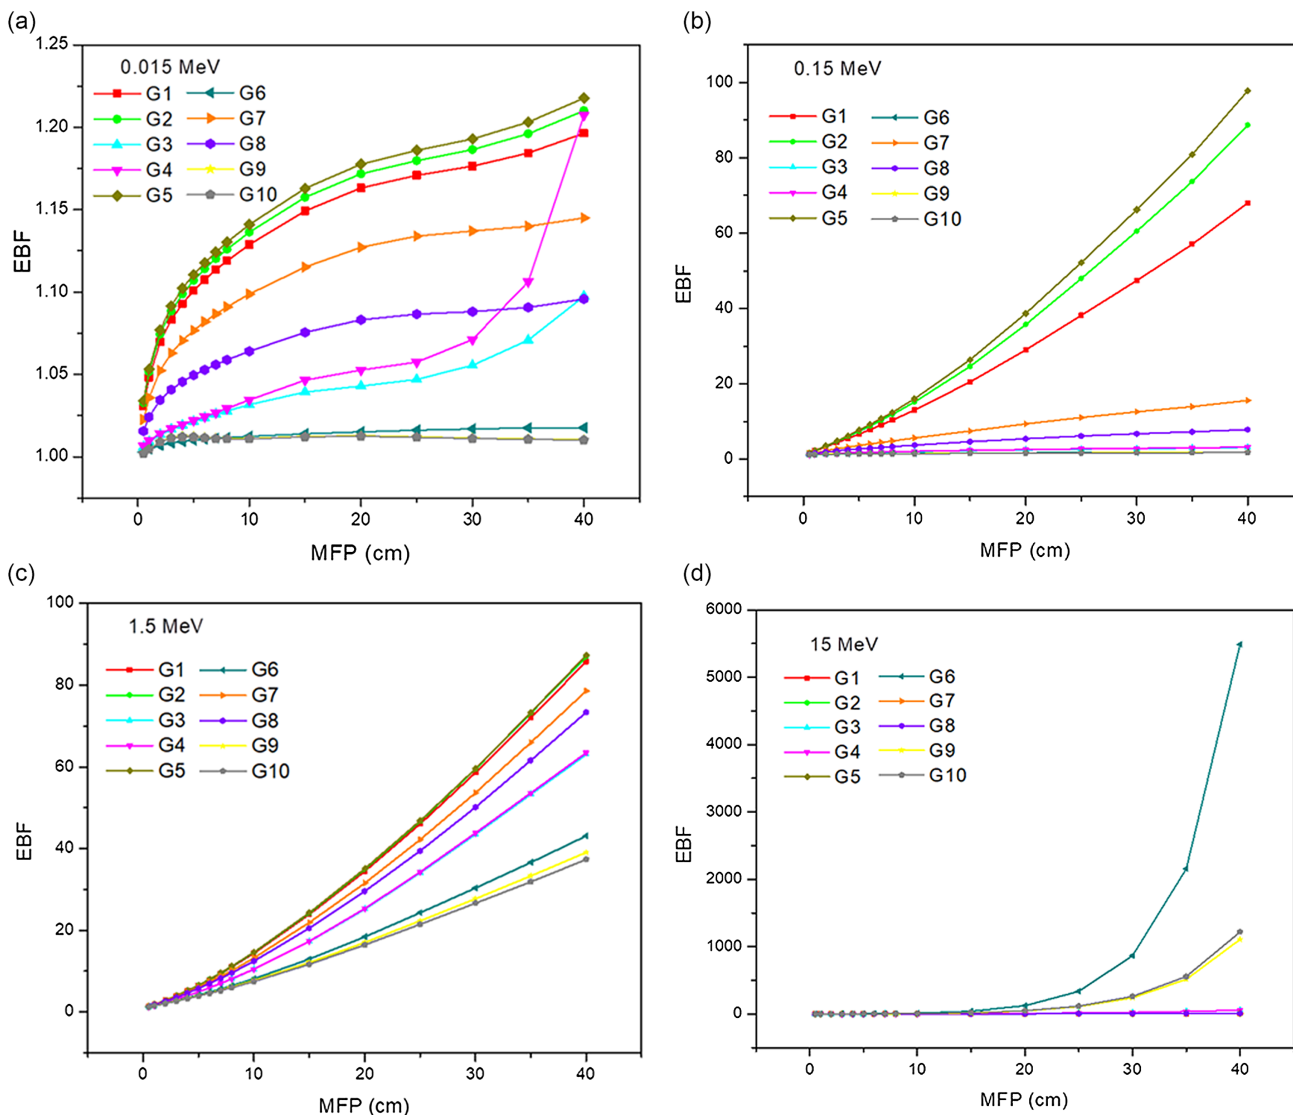 (a)
1.25
1.20
1.15
1.10
1.05
1.00
EBF
0.015 MeV
G1 G6
G2 G7
G3 G8
G4 G9
G5 G10
0 10 20 30 40
MFP (cm)
(b)
100
80
60
40
20
0
EBF
0.15 MeV
G1 G6
G2 G7
G3 G8
G4 G9
G5 G10
0 10 20 30 40
MFP (cm)
(c)
100
80
60
40
20
0
EBF
1.5 MeV
G1 G6
G2 G7
G3 G8
G4 G9
G5 G10
0 10 20 30 40
MFP (cm)
(d)
6000
5000
4000
3000
2000
1000
0
EBF
15 MeV
G1 G6
G2 G7
G3 G8
G4 G9
G5 G10
0 10 20 30 40
MFP (cm)